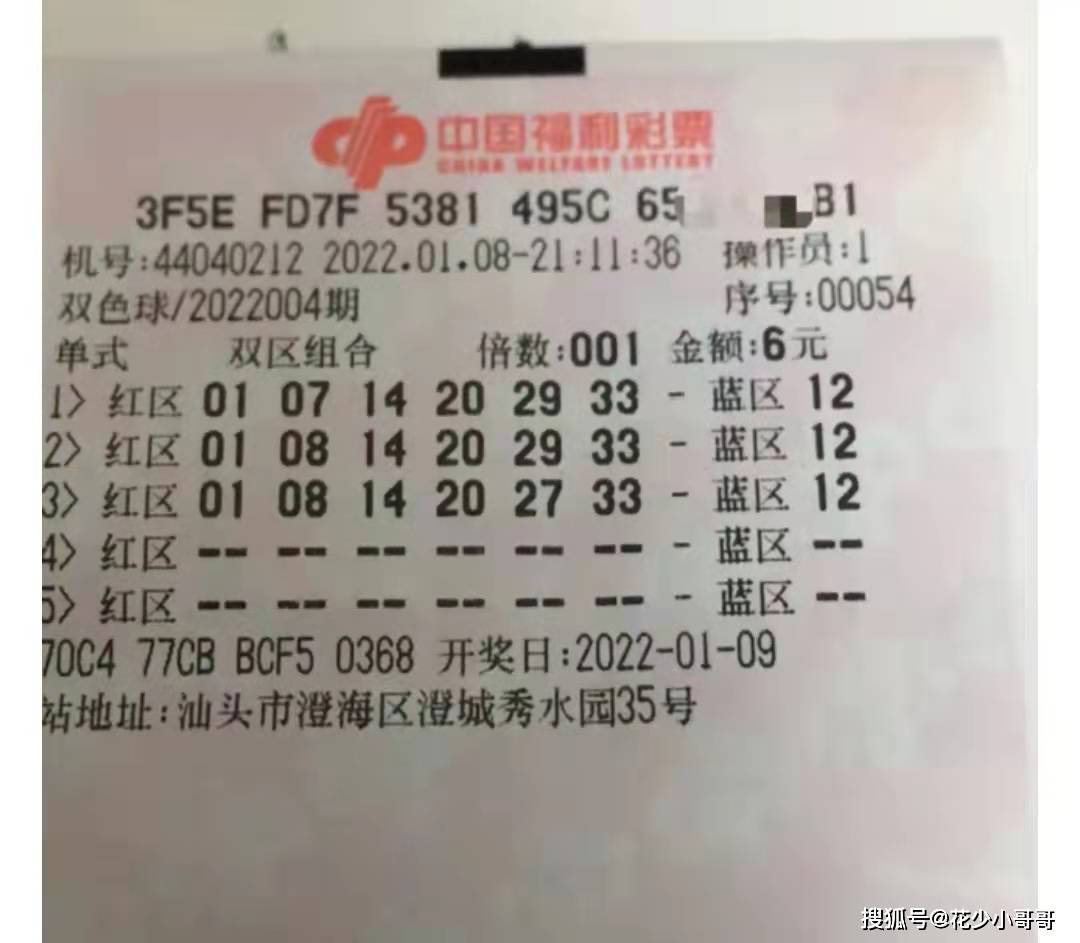 中国福利彩票
CHINA WELFARE LOTTERY
3F5E FD7F 5381 495C 65 B1
机号:44040212 2022.01.08-21:11:36 操作员:1
双色球/2022004期 序号:00054
单式 双区组合 倍数:001 金额:6元
1> 红区 01 07 14 20 29 33 - 蓝区 12
2> 红区 01 08 14 20 29 33 - 蓝区 12
3> 红区 01 08 14 20 27 33 - 蓝区 12
4> 红区 -- -- -- -- -- -- - 蓝区 --
5> 红区 -- -- -- -- -- -- - 蓝区 --
70C4 77CB BCF5 0368 开奖日:2022-01-09
站地址:汕头市澄海区澄城秀水园35号
搜狐号@花少小哥哥